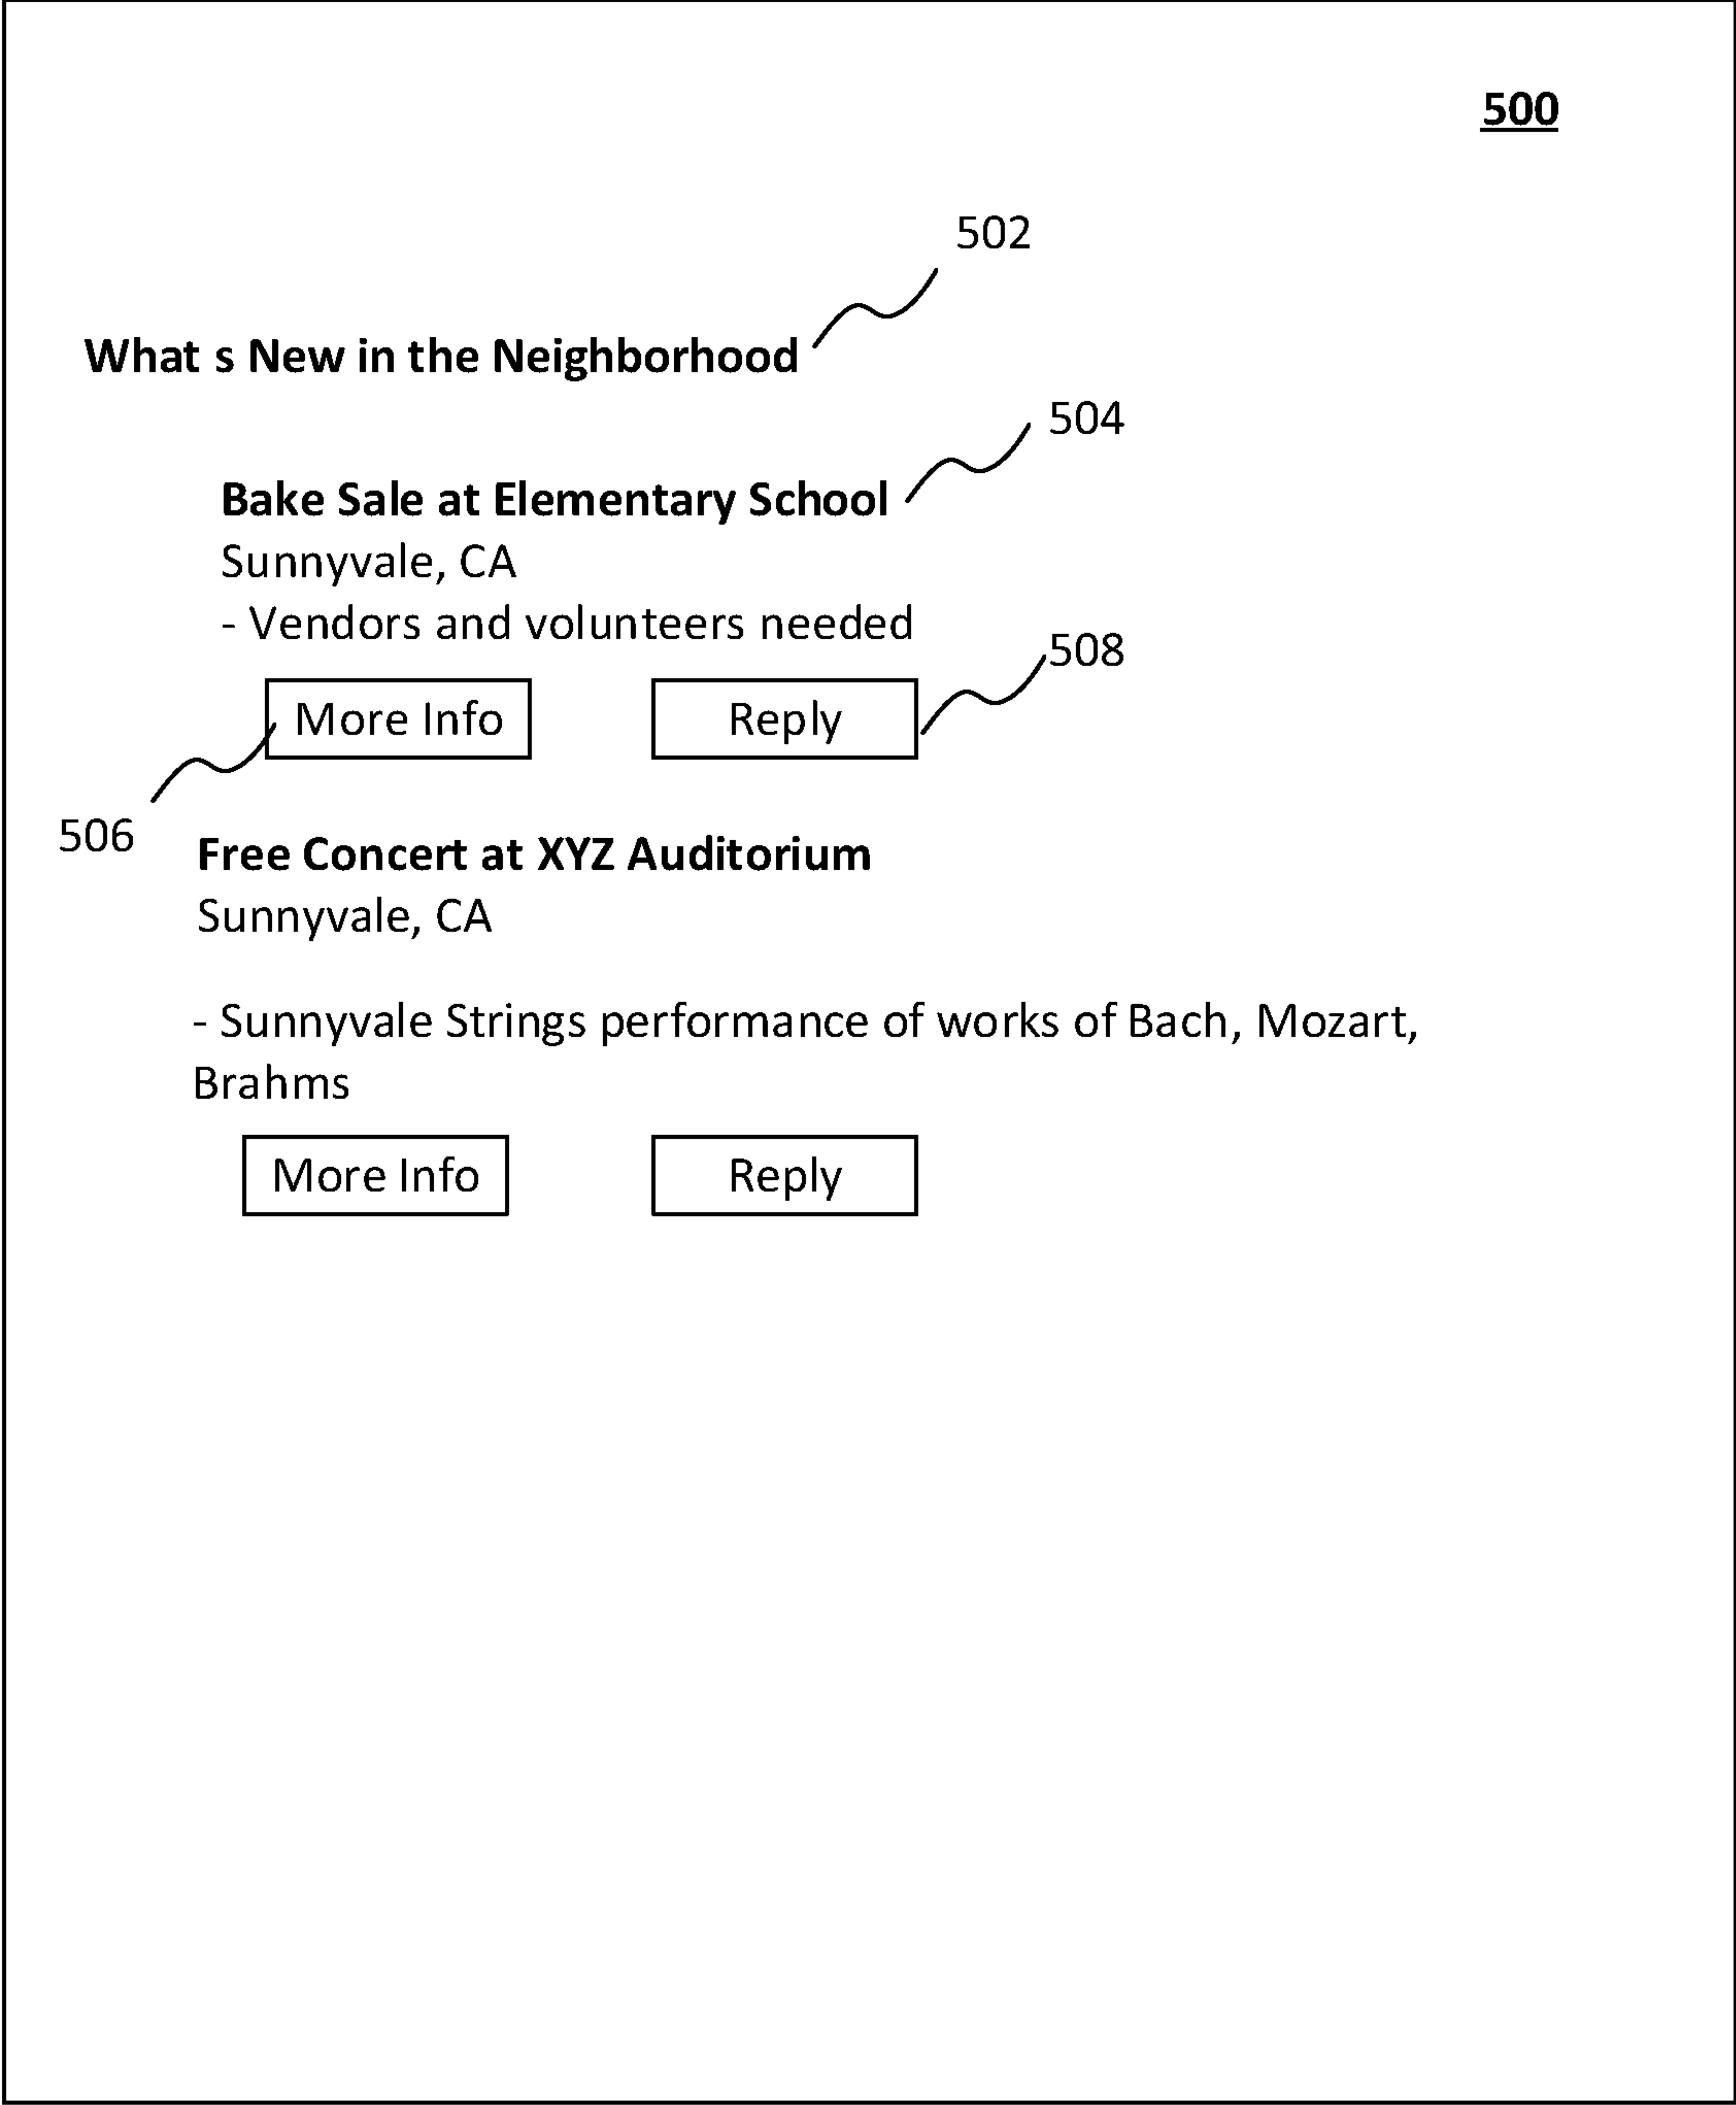 500
502
What s New in the Neighborhood
504
Bake Sale at Elementary School
Sunnyvale, CA
- Vendors and volunteers needed
508
More Info Reply
506
Free Concert at XYZ Auditorium
Sunnyvale, CA
- Sunnyvale Strings performance of works of Bach, Mozart,
Brahms
More Info Reply